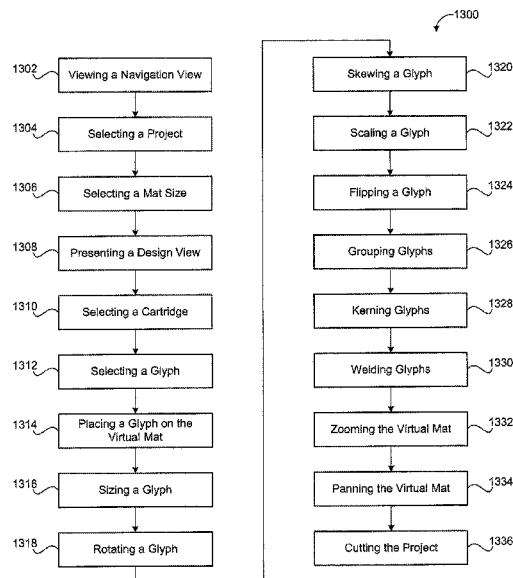 1300
1302
Viewing a Navigation View
1304
Selecting a Project
1306
Selecting a Mat Size
1308
Presenting a Design View
1310
Selecting a Cartridge
1312
Selecting a Glyph
1314
Placing a Glyph on the
Virtual Mat
1316
Sizing a Glyph
1318
Rotating a Glyph
Skewing a Glyph
1320
Scaling a Glyph
1322
Flipping a Glyph
1324
Grouping Glyphs
1326
Kerning Glyphs
1328
Welding Glyphs
1330
Zooming the Virtual Mat
1332
Panning the Virtual Mat
1334
Cutting the Project
1336